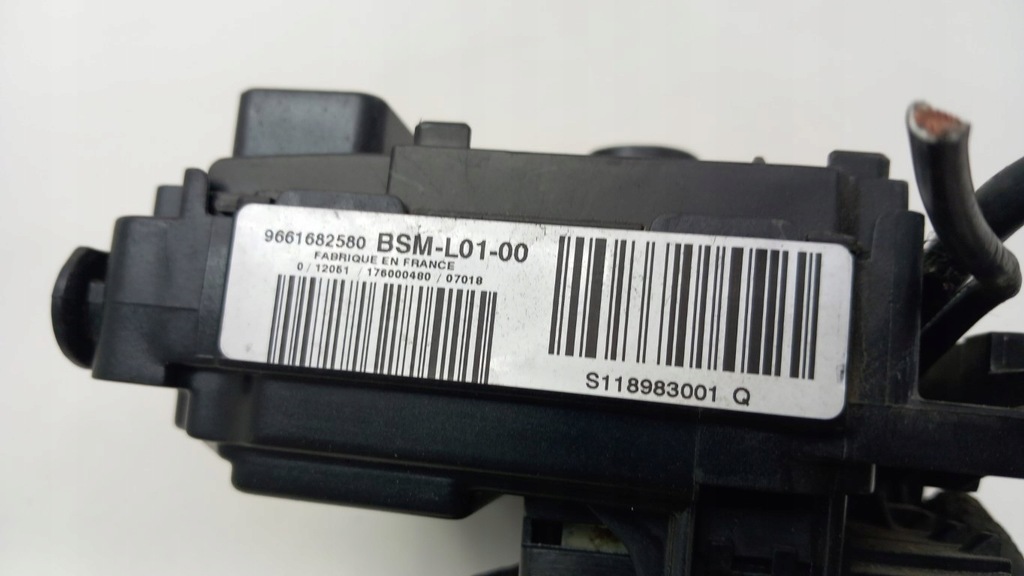 9661682580 BSM-L01-00
FABRIQUE EN FRANCE
0/12051 /176000480/07018
S118983001 Q